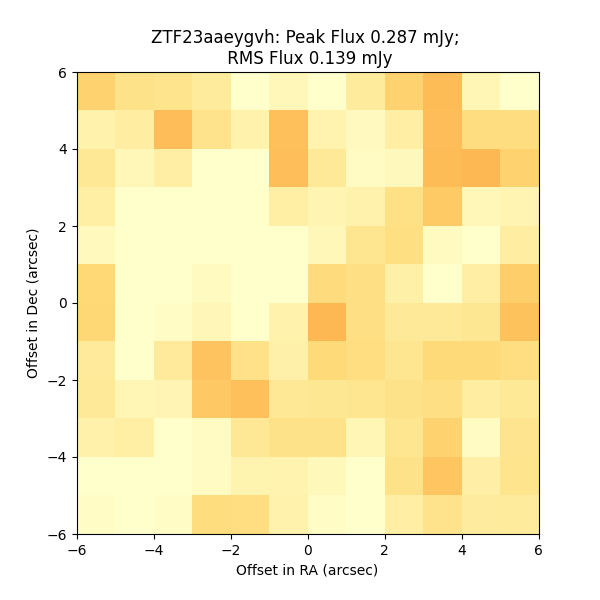 ZTF23aaeygvh: Peak Flux 0.287 mJy;
RMS Flux 0.139 mJy
6
4
2
0
−2
−4
−6
Offset in Dec (arcsec)
−6 −4 −2 0 2 4 6
Offset in RA (arcsec)